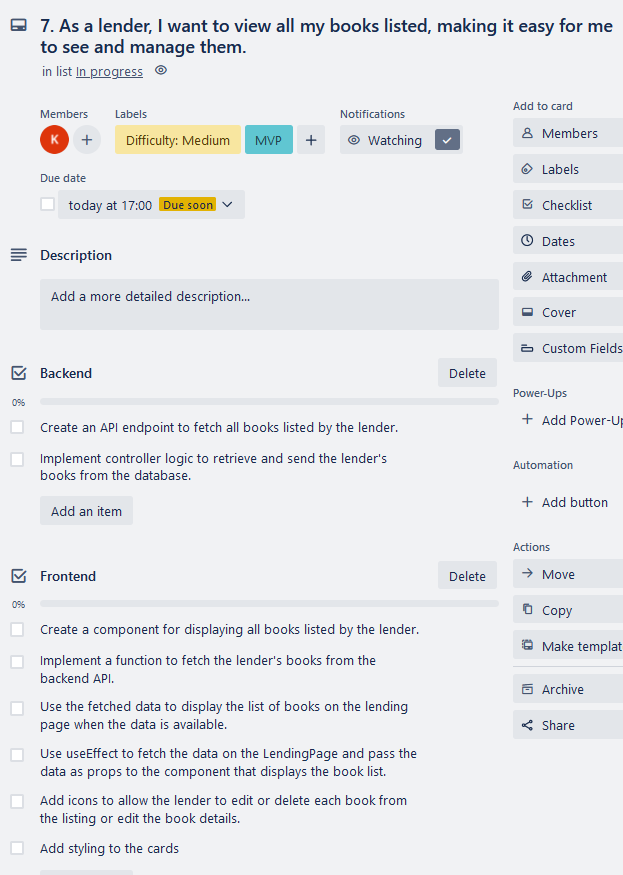 7. As a lender, I want to view all my books listed, making it easy for me
to see and manage them.
in list In progress
Members
K
Labels
Difficulty: Medium
MVP
Notifications
Watching
Due date
today at 17:00 Due soon
Description
Add a more detailed description...
Backend
Delete
0%
Create an API endpoint to fetch all books listed by the lender.
Implement controller logic to retrieve and send the lender's
books from the database.
Add an item
Frontend
Delete
0%
Create a component for displaying all books listed by the lender.
Implement a function to fetch the lender's books from the
backend API.
Use the fetched data to display the list of books on the lending
page when the data is available.
Use useEffect to fetch the data on the LendingPage and pass the
data as props to the component that displays the book list.
Add icons to allow the lender to edit or delete each book from
the listing or edit the book details.
Add styling to the cards
Add to card
Members
Labels
Checklist
Dates
Attachment
Cover
Custom Fields
Power-Ups
+ Add Power-Up
Automation
+ Add button
Actions
Move
Copy
Make templat
Archive
Share